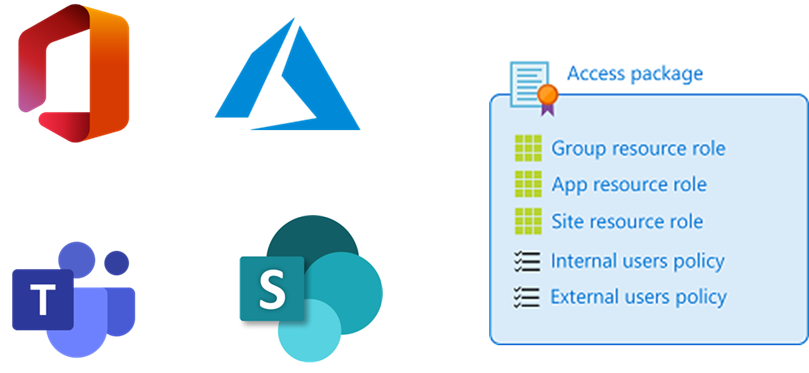 Access package
Group resource role
App resource role
Site resource role
Internal users policy
External users policy
T
S